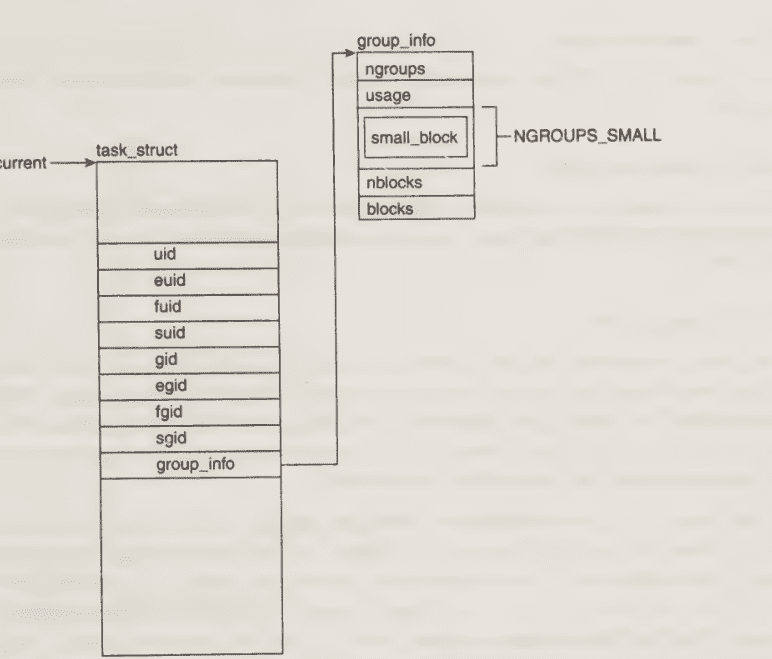 group_info
ngroups
usage
small_block
NGROUPS_SMALL
nblocks
blocks
current
task_struct
uid
euid
fuid
suid
gid
egid
fgid
sgid
group_info